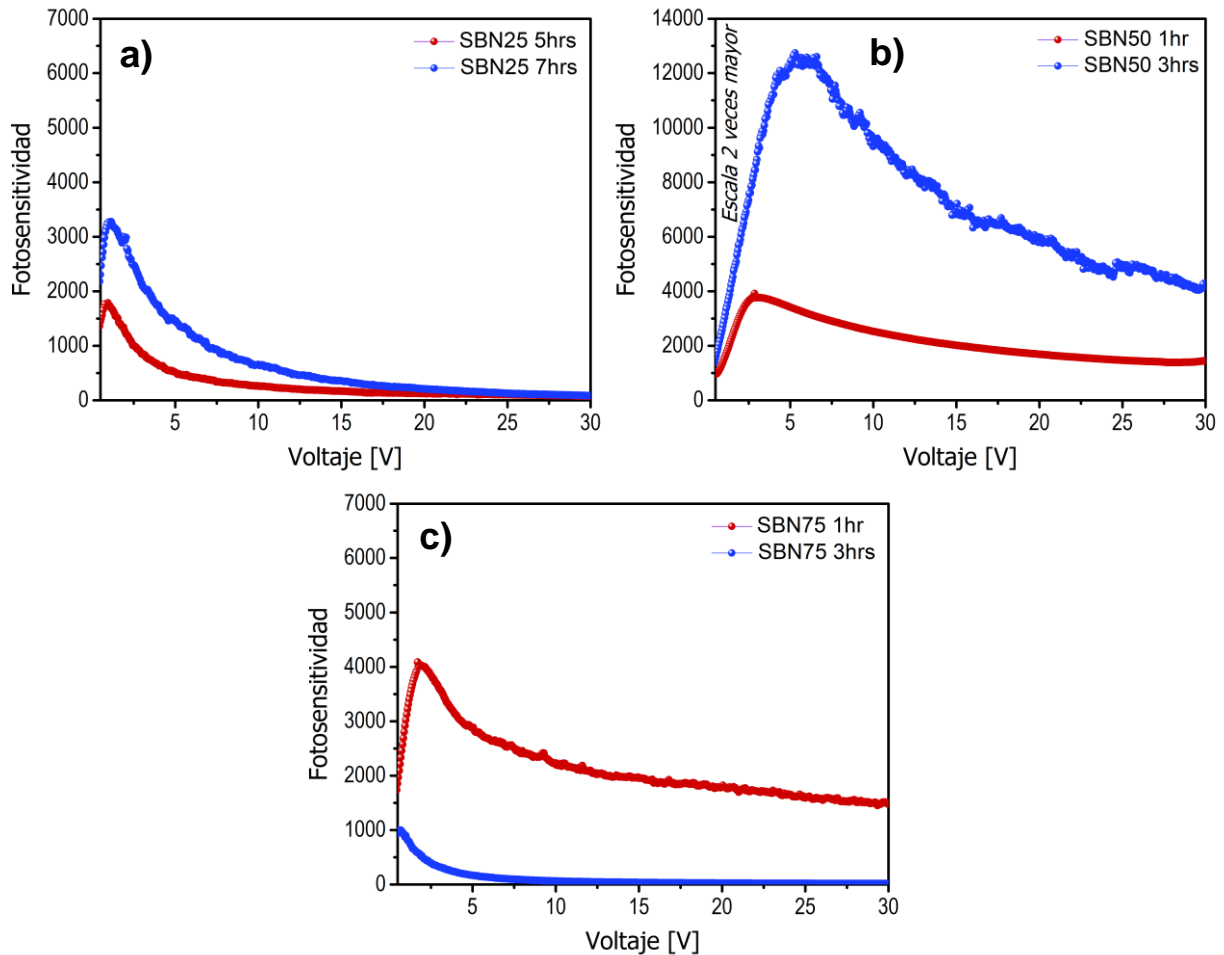 a)
SBN25 5hrs
SBN25 7hrs
Fotosensitividad
7000
6000
5000
4000
3000
2000
1000
0
5 10 15 20 25 30
Voltaje [V]
b)
SBN50 1hr
SBN50 3hrs
Escala 2 veces mayor
Fotosensitividad
14000
12000
10000
8000
6000
4000
2000
0
5 10 15 20 25 30
Voltaje [V]
c)
SBN75 1hr
SBN75 3hrs
Fotosensitividad
7000
6000
5000
4000
3000
2000
1000
0
5 10 15 20 25 30
Voltaje [V]